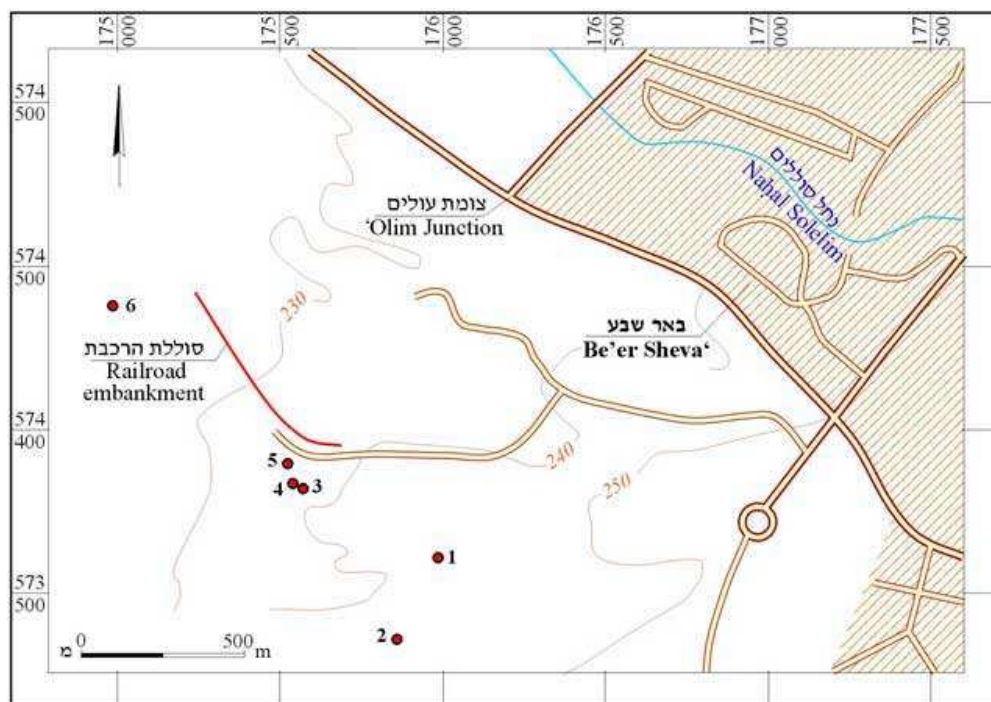 175
000
175
500
176
000
176
500
177
000
177
500
574
500
צומת עולים
‘Olim Junction
נחל סוללים
Naḥal Solelim
574
500
230
6
באר שבע
Be’er Sheva‘
סוללת הרכבת
Railroad
embankment
574
400
240
250
5
4
3
1
573
500
2
0
500
מ
m